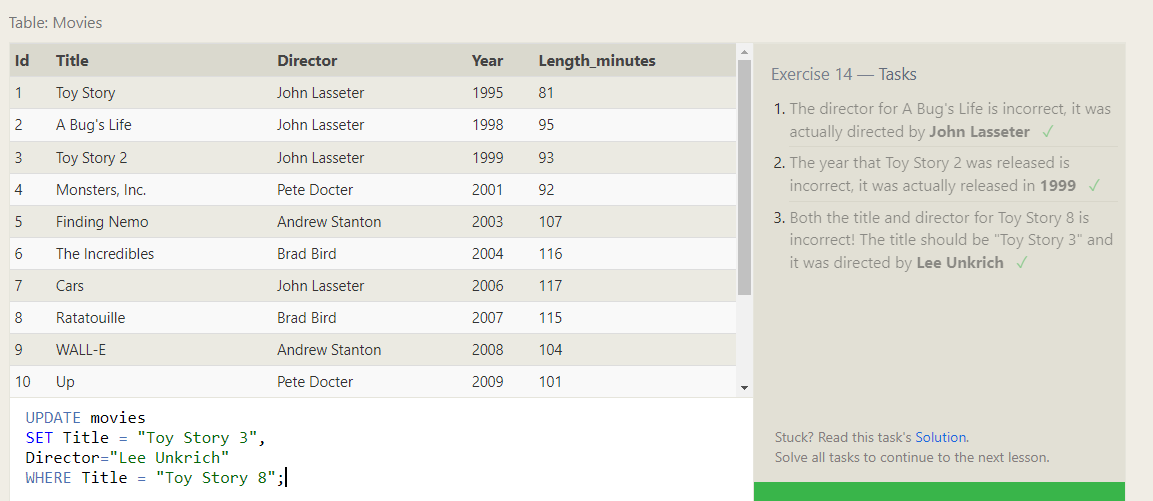 Table: Movies
Id Title Director Year Length_minutes
1 Toy Story John Lasseter 1995 81
2 A Bug's Life John Lasseter 1998 95
3 Toy Story 2 John Lasseter 1999 93
4 Monsters, Inc. Pete Docter 2001 92
5 Finding Nemo Andrew Stanton 2003 107
6 The Incredibles Brad Bird 2004 116
7 Cars John Lasseter 2006 117
8 Ratatouille Brad Bird 2007 115
9 WALL-E Andrew Stanton 2008 104
10 Up Pete Docter 2009 101
UPDATE movies
SET Title = "Toy Story 3",
Director="Lee Unkrich"
WHERE Title = "Toy Story 8";
Exercise 14 — Tasks
1. The director for A Bug's Life is incorrect, it was
actually directed by John Lasseter ✓
2. The year that Toy Story 2 was released is
incorrect, it was actually released in 1999 ✓
3. Both the title and director for Toy Story 8 is
incorrect! The title should be "Toy Story 3" and
it was directed by Lee Unkrich ✓
Stuck? Read this task's Solution.
Solve all tasks to continue to the next lesson.